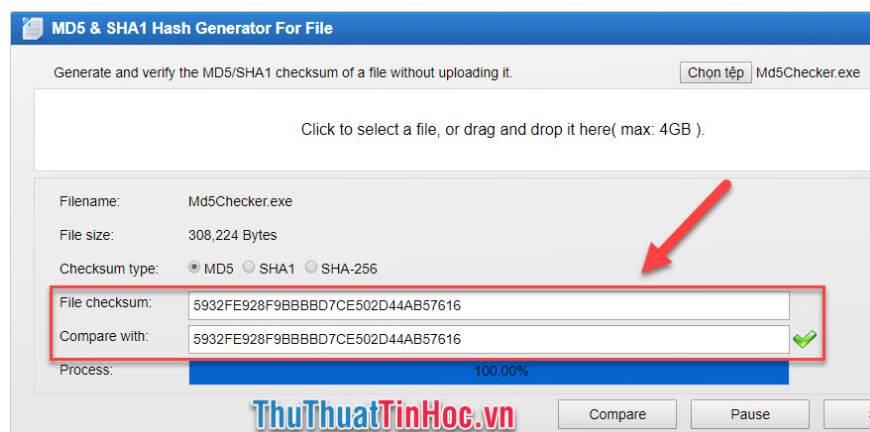 MD5 & SHA1 Hash Generator For File
Generate and verify the MD5/SHA1 checksum of a file without uploading it. Chọn tệp Md5Checker.exe
Click to select a file, or drag and drop it here( max: 4GB ).
Filename: Md5Checker.exe
File size: 308,224 Bytes
Checksum type: MD5 SHA1 SHA-256
File checksum: 5932FE928F9BBBBD7CE502D44AB57616
Compare with: 5932FE928F9BBBBD7CE502D44AB57616
Process: 100.00%
ThuThuatTinHoc.vn Compare Pause